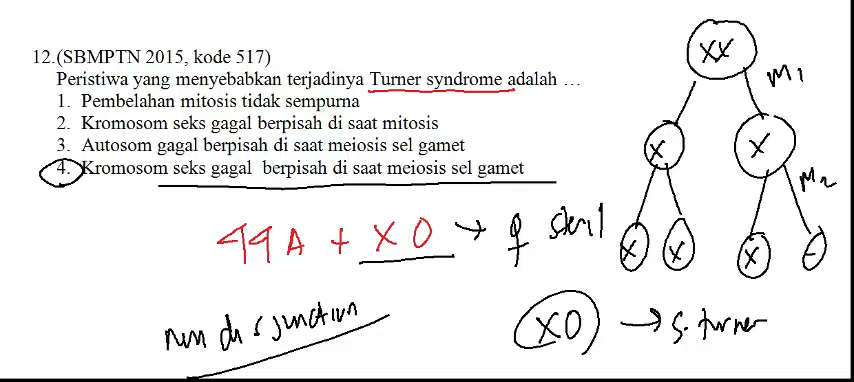 12.(SBMPTN 2015, kode 517)
Peristiwa yang menyebabkan terjadinya Turner syndrome adalah …
1. Pembelahan mitosis tidak sempurna
2. Kromosom seks gagal berpisah di saat mitosis
3. Autosom gagal berpisah di saat meiosis sel gamet
4. Kromosom seks gagal berpisah di saat meiosis sel gamet
XX
M1
X X
M2
X X X -
44A + XO → ♀ steril
non disjunction
XO → S. turner